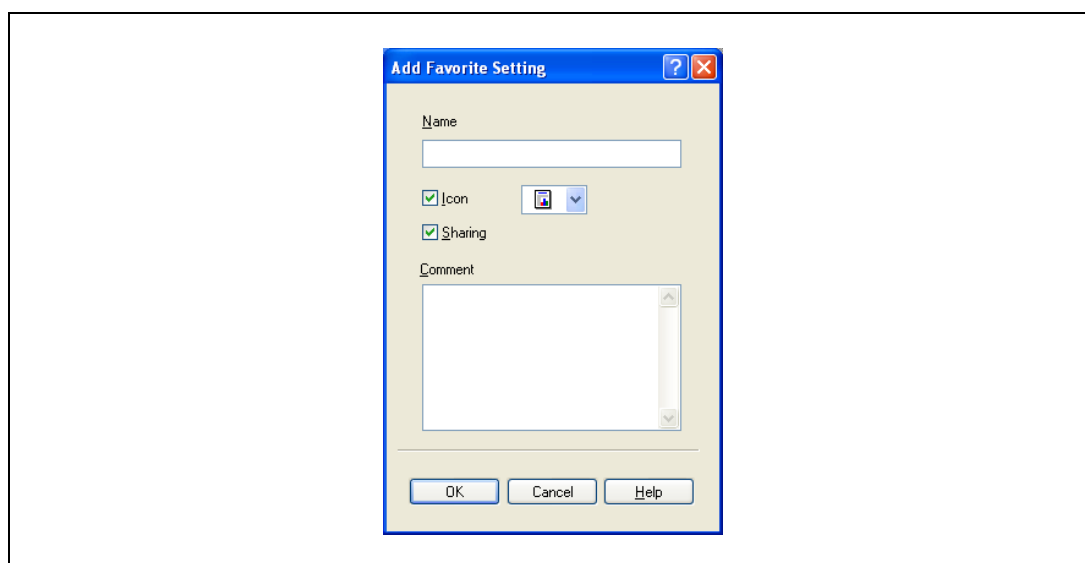 Add Favorite Setting
Name
Icon
Sharing
Comment
OK Cancel Help